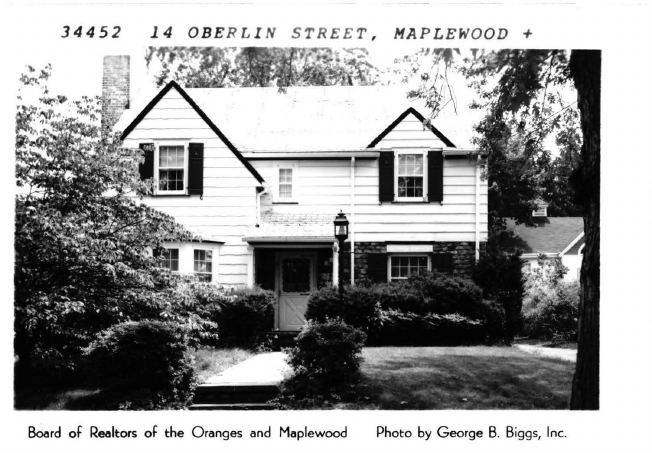 34452 14 OBERLIN STREET, MAPLEWOOD +
Board of Realtors of the Oranges and Maplewood Photo by George B. Biggs, Inc.